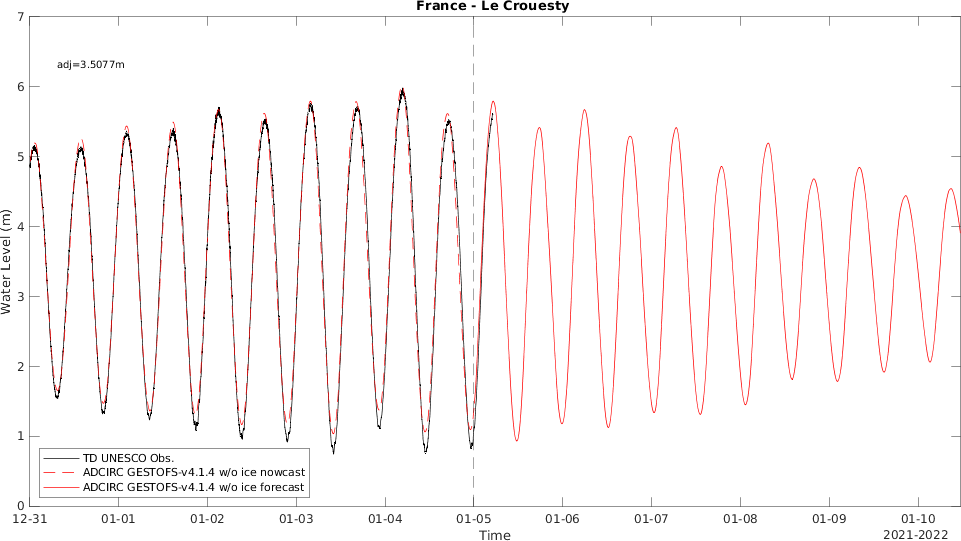 France - Le Crouesty
adj=3.5077m
7
6
5
4
3
2
1
0
Water Level (m)
TD UNESCO Obs.
ADCIRC GESTOFS-v4.1.4 w/o ice nowcast
ADCIRC GESTOFS-v4.1.4 w/o ice forecast
12-31 01-01 01-02 01-03 01-04 01-05 01-06 01-07 01-08 01-09 01-10
Time
2021-2022